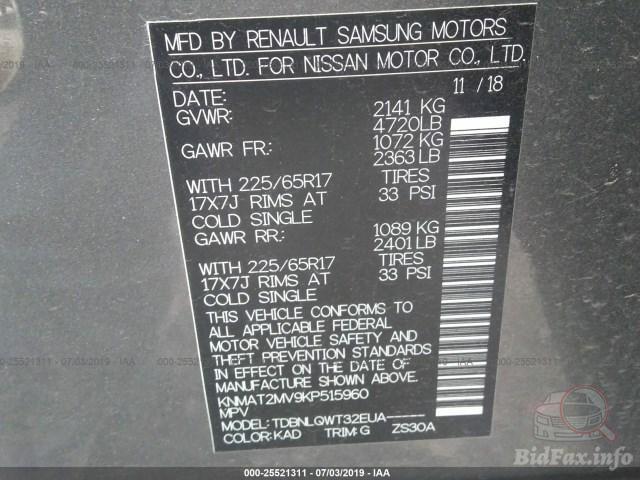 MFD BY RENAULT SAMSUNG MOTORS
CO., LTD. FOR NISSAN MOTOR CO., LTD.
DATE: 11 / 18
GVWR: 2141 KG
4720LB
GAWR FR: 1072 KG
2363 LB
WITH 225/65R17 TIRES
17X7J RIMS AT 33 PSI
COLD SINGLE
GAWR RR: 1089 KG
2401 LB
WITH 225/65R17 TIRES
17X7J RIMS AT 33 PSI
COLD SINGLE
THIS VEHICLE CONFORMS TO
ALL APPLICABLE FEDERAL
MOTOR VEHICLE SAFETY AND
THEFT PREVENTION STANDARDS
IN EFFECT ON THE DATE OF
MANUFACTURE SHOWN ABOVE.
KNMAT2MV9KP515960
MPV
MODEL: TDBNLQWT32EUA-----
COLOR: KAD TRIM: G ZS30A
000-25521311 - 07/03/2019 - IAA
BidFax.info